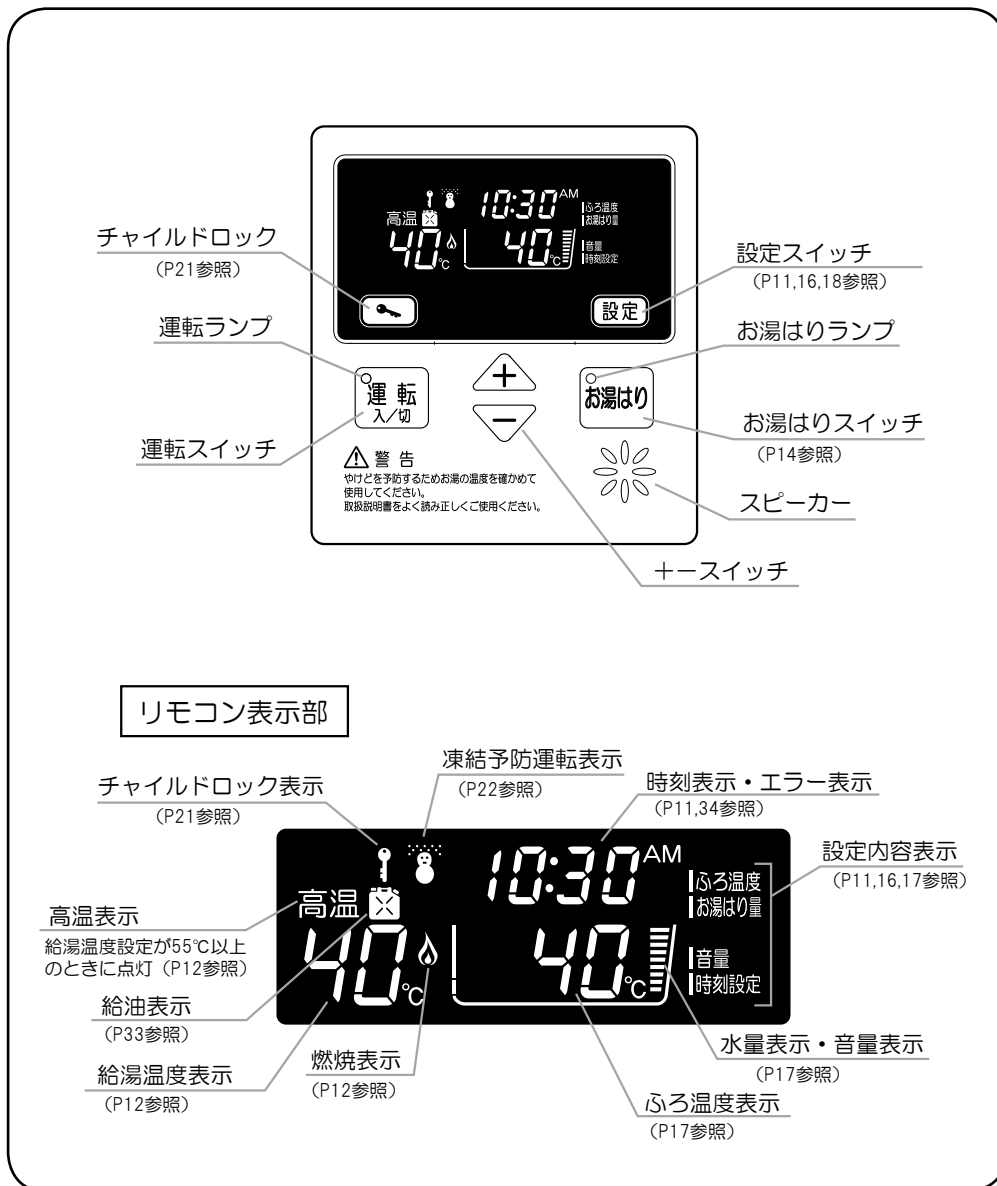 10:30 AM
ふろ温度
お湯はり量
高温
40℃
40℃
音量
時刻設定
チャイルドロック
(P21参照)
設定スイッチ
(P11,16,18参照)
設定
運転ランプ
お湯はりランプ
運転
入/切
+
−
お湯はり
運転スイッチ
お湯はりスイッチ
(P14参照)
警告
やけどを予防するためお湯の温度を確かめて
使用してください。
取扱説明書をよく読み正しくご使用ください。
スピーカー
+−スイッチ
リモコン表示部
チャイルドロック表示
(P21参照)
凍結予防運転表示
(P22参照)
時刻表示・エラー表示
(P11,34参照)
設定内容表示
(P11,16,17参照)
10:30 AM
ふろ温度
お湯はり量
高温
40℃
40℃
音量
時刻設定
高温表示
給湯温度設定が55℃以上
のときに点灯(P12参照)
給油表示
(P33参照)
給湯温度表示
(P12参照)
燃焼表示
(P12参照)
水量表示・音量表示
(P17参照)
ふろ温度表示
(P17参照)